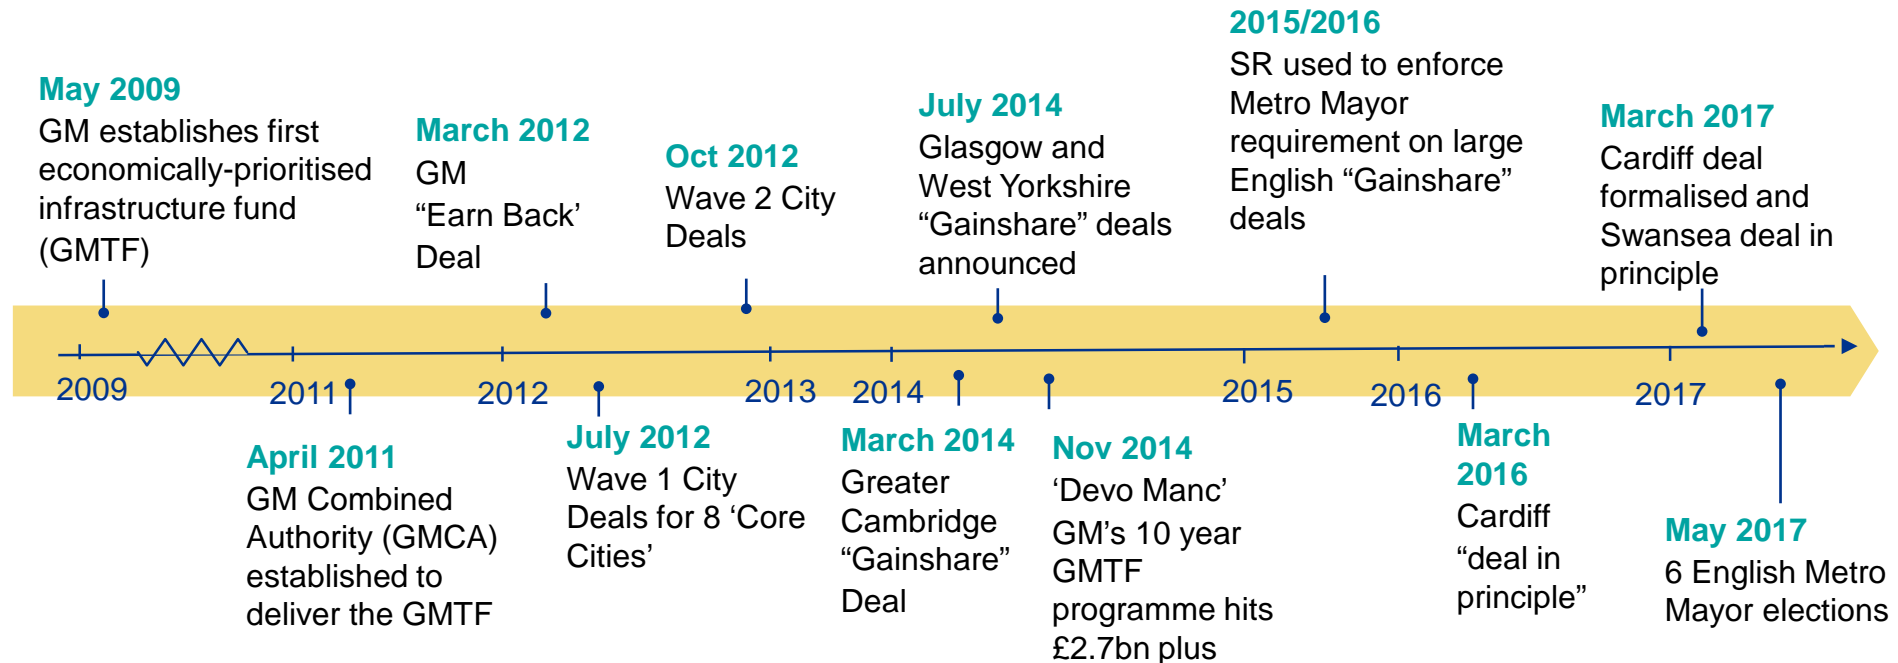 May 2009
GM establishes first
economically-prioritised
infrastructure fund
(GMTF)
March 2012
GM
“Earn Back’
Deal
Oct 2012
Wave 2 City
Deals
July 2014
Glasgow and
West Yorkshire
“Gainshare” deals
announced
2015/2016
SR used to enforce
Metro Mayor
requirement on large
English “Gainshare”
deals
March 2017
Cardiff deal
formalised and
Swansea deal in
principle
2009
2011
2012
2013
2014
2015
2016
2017
April 2011
GM Combined
Authority (GMCA)
established to
deliver the GMTF
July 2012
Wave 1 City
Deals for 8 ‘Core
Cities’
March 2014
Greater
Cambridge
“Gainshare”
Deal
Nov 2014
‘Devo Manc’
GM’s 10 year
GMTF
programme hits
£2.7bn plus
March
2016
Cardiff
“deal in
principle”
May 2017
6 English Metro
Mayor elections